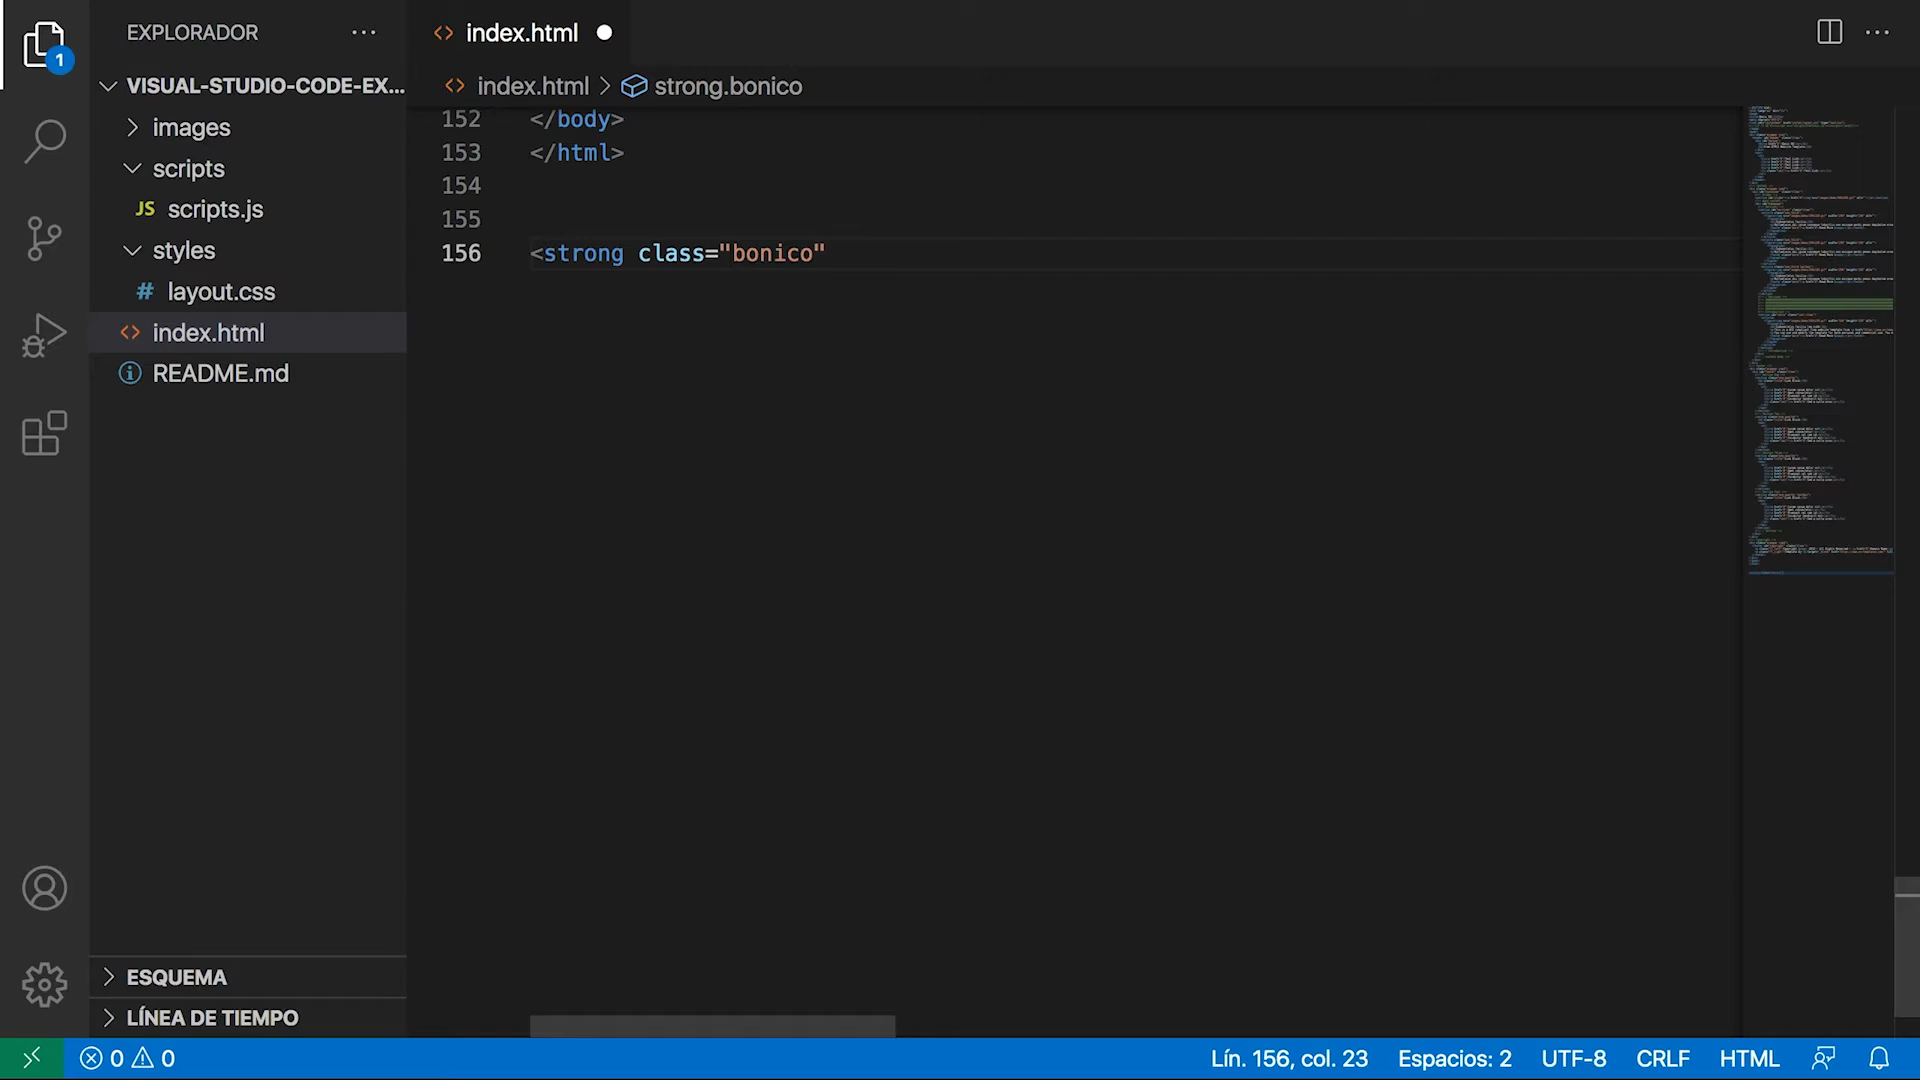 EXPLORADOR
index.html
1
VISUAL-STUDIO-CODE-EX...
index.html > strong.bonico
images
scripts
JS scripts.js
styles
# layout.css
index.html
README.md
152 </body>
153 </html>
154
155
156 <strong class="bonico"
ESQUEMA
LÍNEA DE TIEMPO
0 0
Lín. 156, col. 23
Espacios: 2
UTF-8
CRLF
HTML